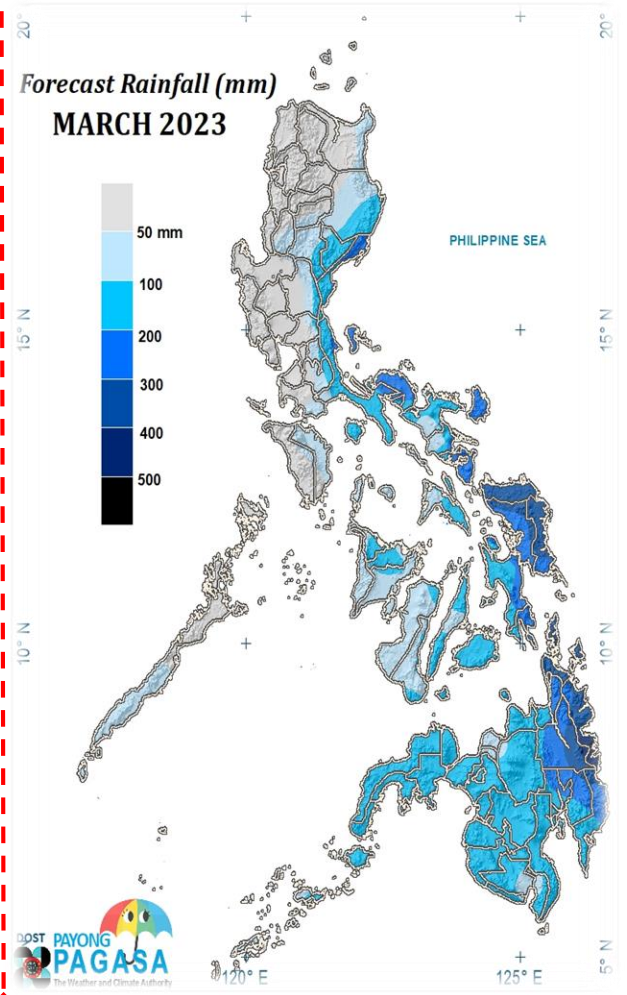 20°
20°
Forecast Rainfall (mm)
MARCH 2023
50 mm
100
200
300
400
500
PHILIPPINE SEA
15° N
15° N
10° N
10° N
DOST
PAYONG
PAGASA
The Weather and Climate Authority
120° E
125° E
5° N